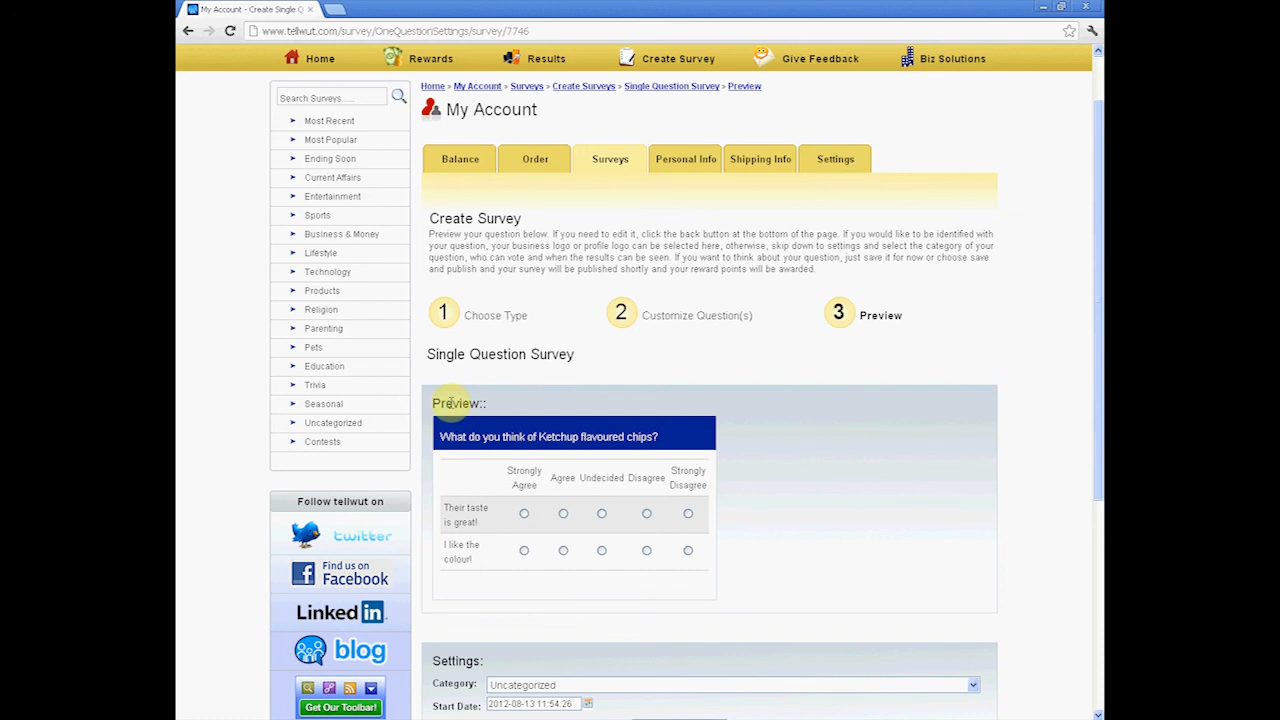 My Account - Create Single Q
www.tellwut.com/survey/OneQuestionSettings/survey/7746
Home Rewards Results Create Survey Give Feedback Biz Solutions
Search Surveys.....
Most Recent
Most Popular
Ending Soon
Current Affairs
Entertainment
Sports
Business & Money
Lifestyle
Technology
Products
Religion
Parenting
Pets
Education
Trivia
Seasonal
Uncategorized
Contests
Follow tellwut on
twitter
Find us on
Facebook
Linked in
blog
Get Our Toolbar!
Home » My Account » Surveys » Create Surveys » Single Question Survey » Preview
My Account
Balance Order Surveys Personal Info Shipping Info Settings
Create Survey
Preview your question below. If you need to edit it, click the back button at the bottom of the page. If you would like to be identified with
your question, your business logo or profile logo can be selected here, otherwise, skip down to settings and select the category of your
question, who can vote and when the results can be seen. If you want to think about your question, just save it for now or choose save
and publish and your survey will be published shortly and your reward points will be awarded.
1 Choose Type 2 Customize Question(s) 3 Preview
Single Question Survey
Preview::
What do you think of Ketchup flavoured chips?
Strongly Agree Agree Undecided Disagree Strongly Disagree
Their taste
is great!
I like the
colour!
Settings:
Category: Uncategorized
Start Date: 2012-08-13 11:54:26